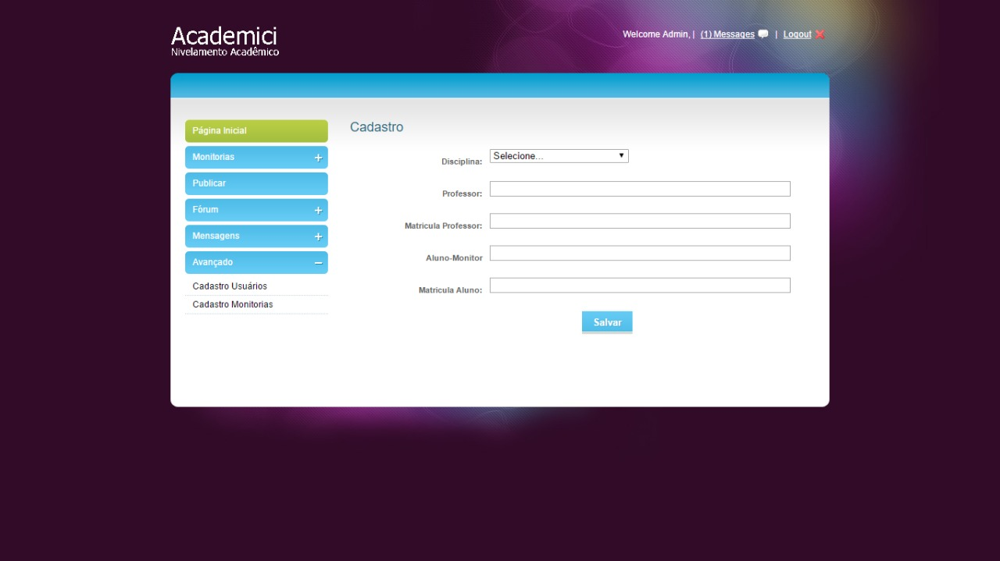 Academici
Nivelamento Acadêmico
Welcome Admin, | (1) Messages | Logout
Página Inicial
Monitorias
Publicar
Fórum
Mensagens
Avançado
Cadastro Usuários
Cadastro Monitorias
Cadastro
Disciplina: Selecione...
Professor:
Matricula Professor:
Aluno-Monitor
Matricula Aluno:
Salvar